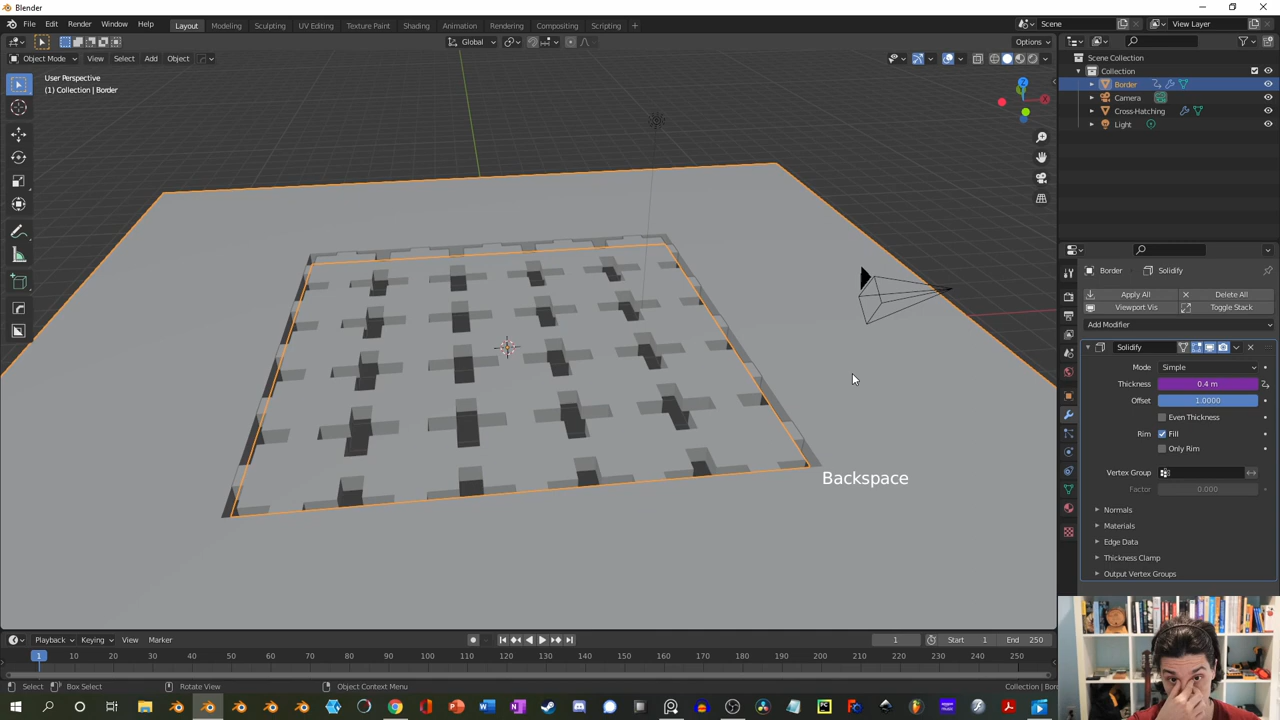 Blender
File Edit Render Window Help Layout Modeling Sculpting UV Editing Texture Paint Shading Animation Rendering Compositing Scripting + Scene View Layer
Global Options
Object Mode View Select Add Object
User Perspective
(1) Collection | Border
Scene Collection
Collection
Border
Camera
Cross-Hatching
Light
Z
X
Y
Border Solidify
Apply All Delete All
Viewport Vis Toggle Stack
Add Modifier
Solidify
Mode Simple
Thickness 0.4 m
Offset 1.0000
Even Thickness
Rim Fill
Only Rim
Vertex Group
Factor 0.000
Normals
Materials
Edge Data
Thickness Clamp
Output Vertex Groups
Backspace
Playback Keying View Marker 1 Start 1 End 250
1 10 20 30 40 50 60 70 80 90 100 110 120 130 140 150 160 170 180 190 200 210 220 230 240 250
Select Box Select Rotate View Object Context Menu Collection | Bor